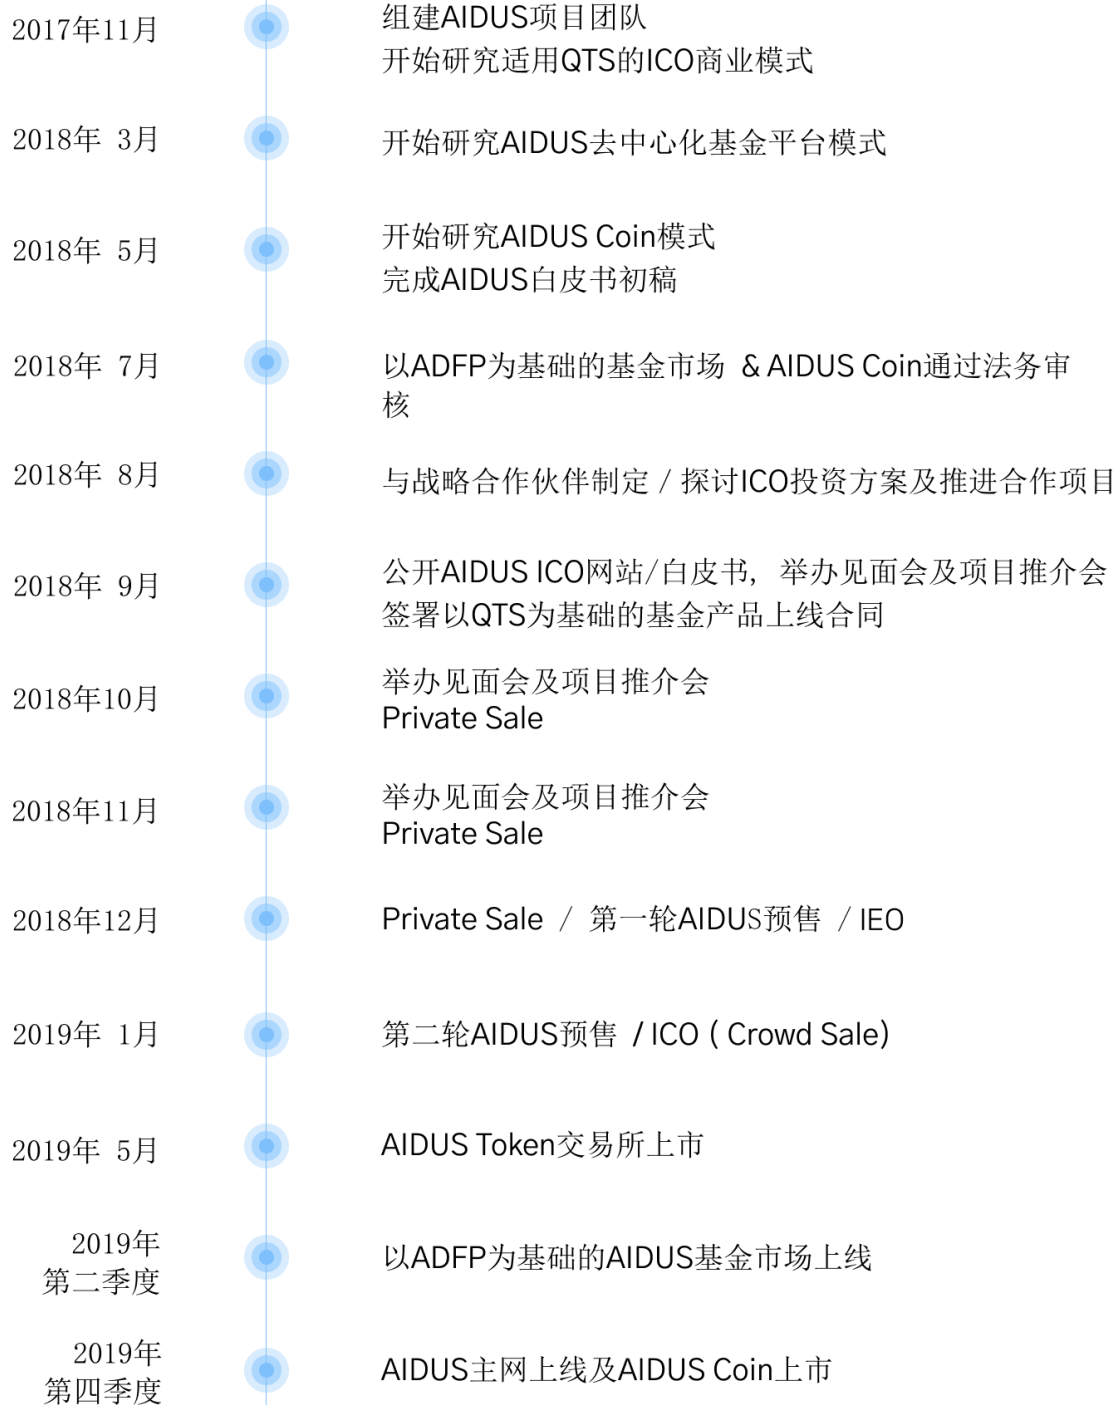 2017年11月
组建AIDUS项目团队
开始研究适用QTS的ICO商业模式
2018年 3月
开始研究AIDUS去中心化基金平台模式
2018年 5月
开始研究AIDUS Coin模式
完成AIDUS白皮书初稿
2018年 7月
以ADFP为基础的基金市场 & AIDUS Coin通过法务审
核
2018年 8月
与战略合作伙伴制定 / 探讨ICO投资方案及推进合作项目
2018年 9月
公开AIDUS ICO网站/白皮书, 举办见面会及项目推介会
签署以QTS为基础的基金产品上线合同
2018年10月
举办见面会及项目推介会
Private Sale
2018年11月
举办见面会及项目推介会
Private Sale
2018年12月
Private Sale / 第一轮AIDUS预售 / IEO
2019年 1月
第二轮AIDUS预售 / ICO ( Crowd Sale)
2019年 5月
AIDUS Token交易所上市
2019年
第二季度
以ADFP为基础的AIDUS基金市场上线
2019年
第四季度
AIDUS主网上线及AIDUS Coin上市